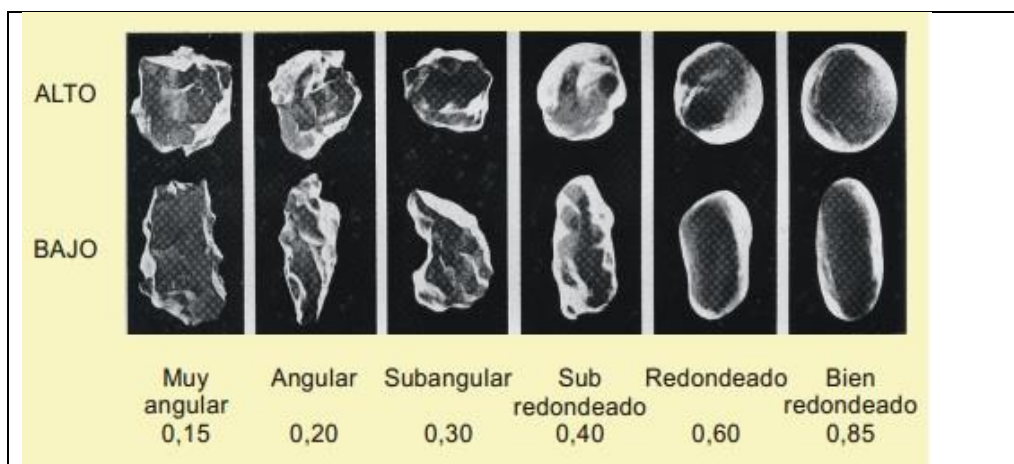 ALTO
BAJO
Muy angular 0,15
Angular 0,20
Subangular 0,30
Sub redondeado 0,40
Redondeado 0,60
Bien redondeado 0,85